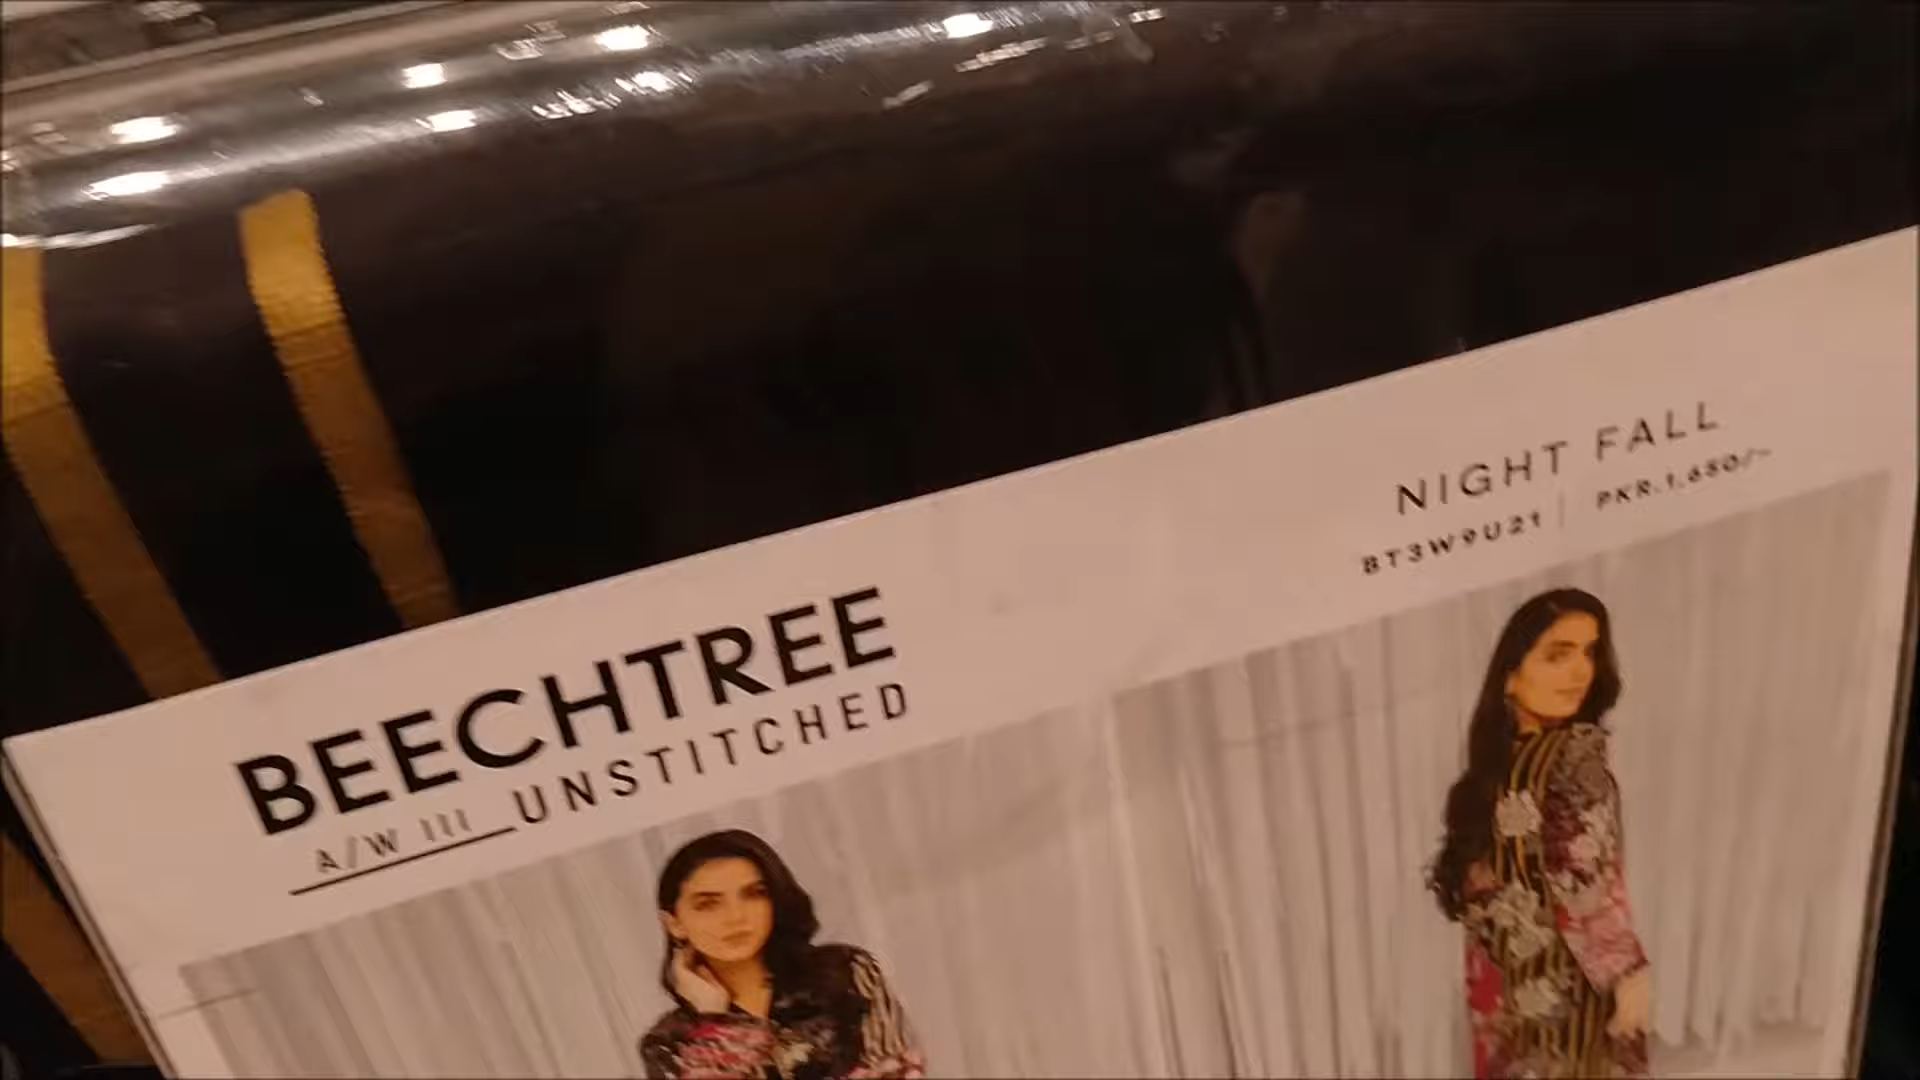 BEECHTREE
A/W III UNSTITCHED
NIGHT FALL
BT3W9U21 | PKR.1,650/-